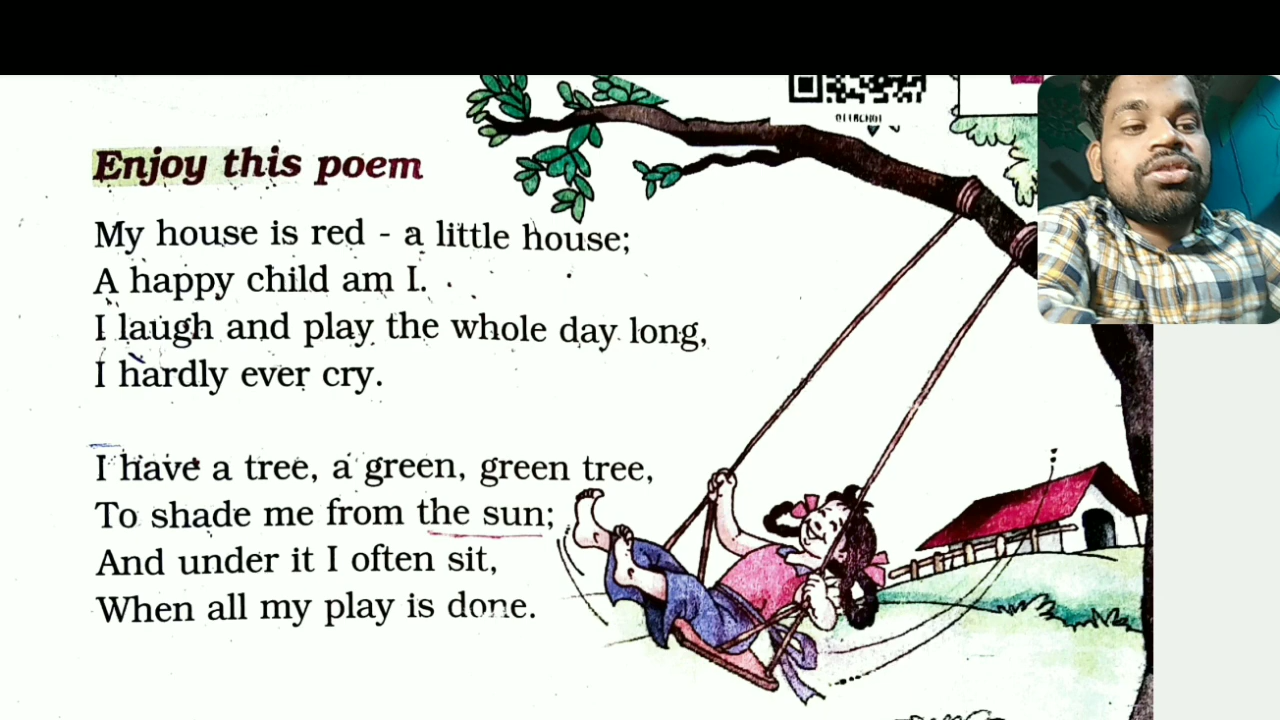 Enjoy this poem
My house is red - a little house;
A happy child am I.
I laugh and play the whole day long,
I hardly ever cry.
I have a tree, a green, green tree,
To shade me from the sun;
And under it I often sit,
When all my play is done.